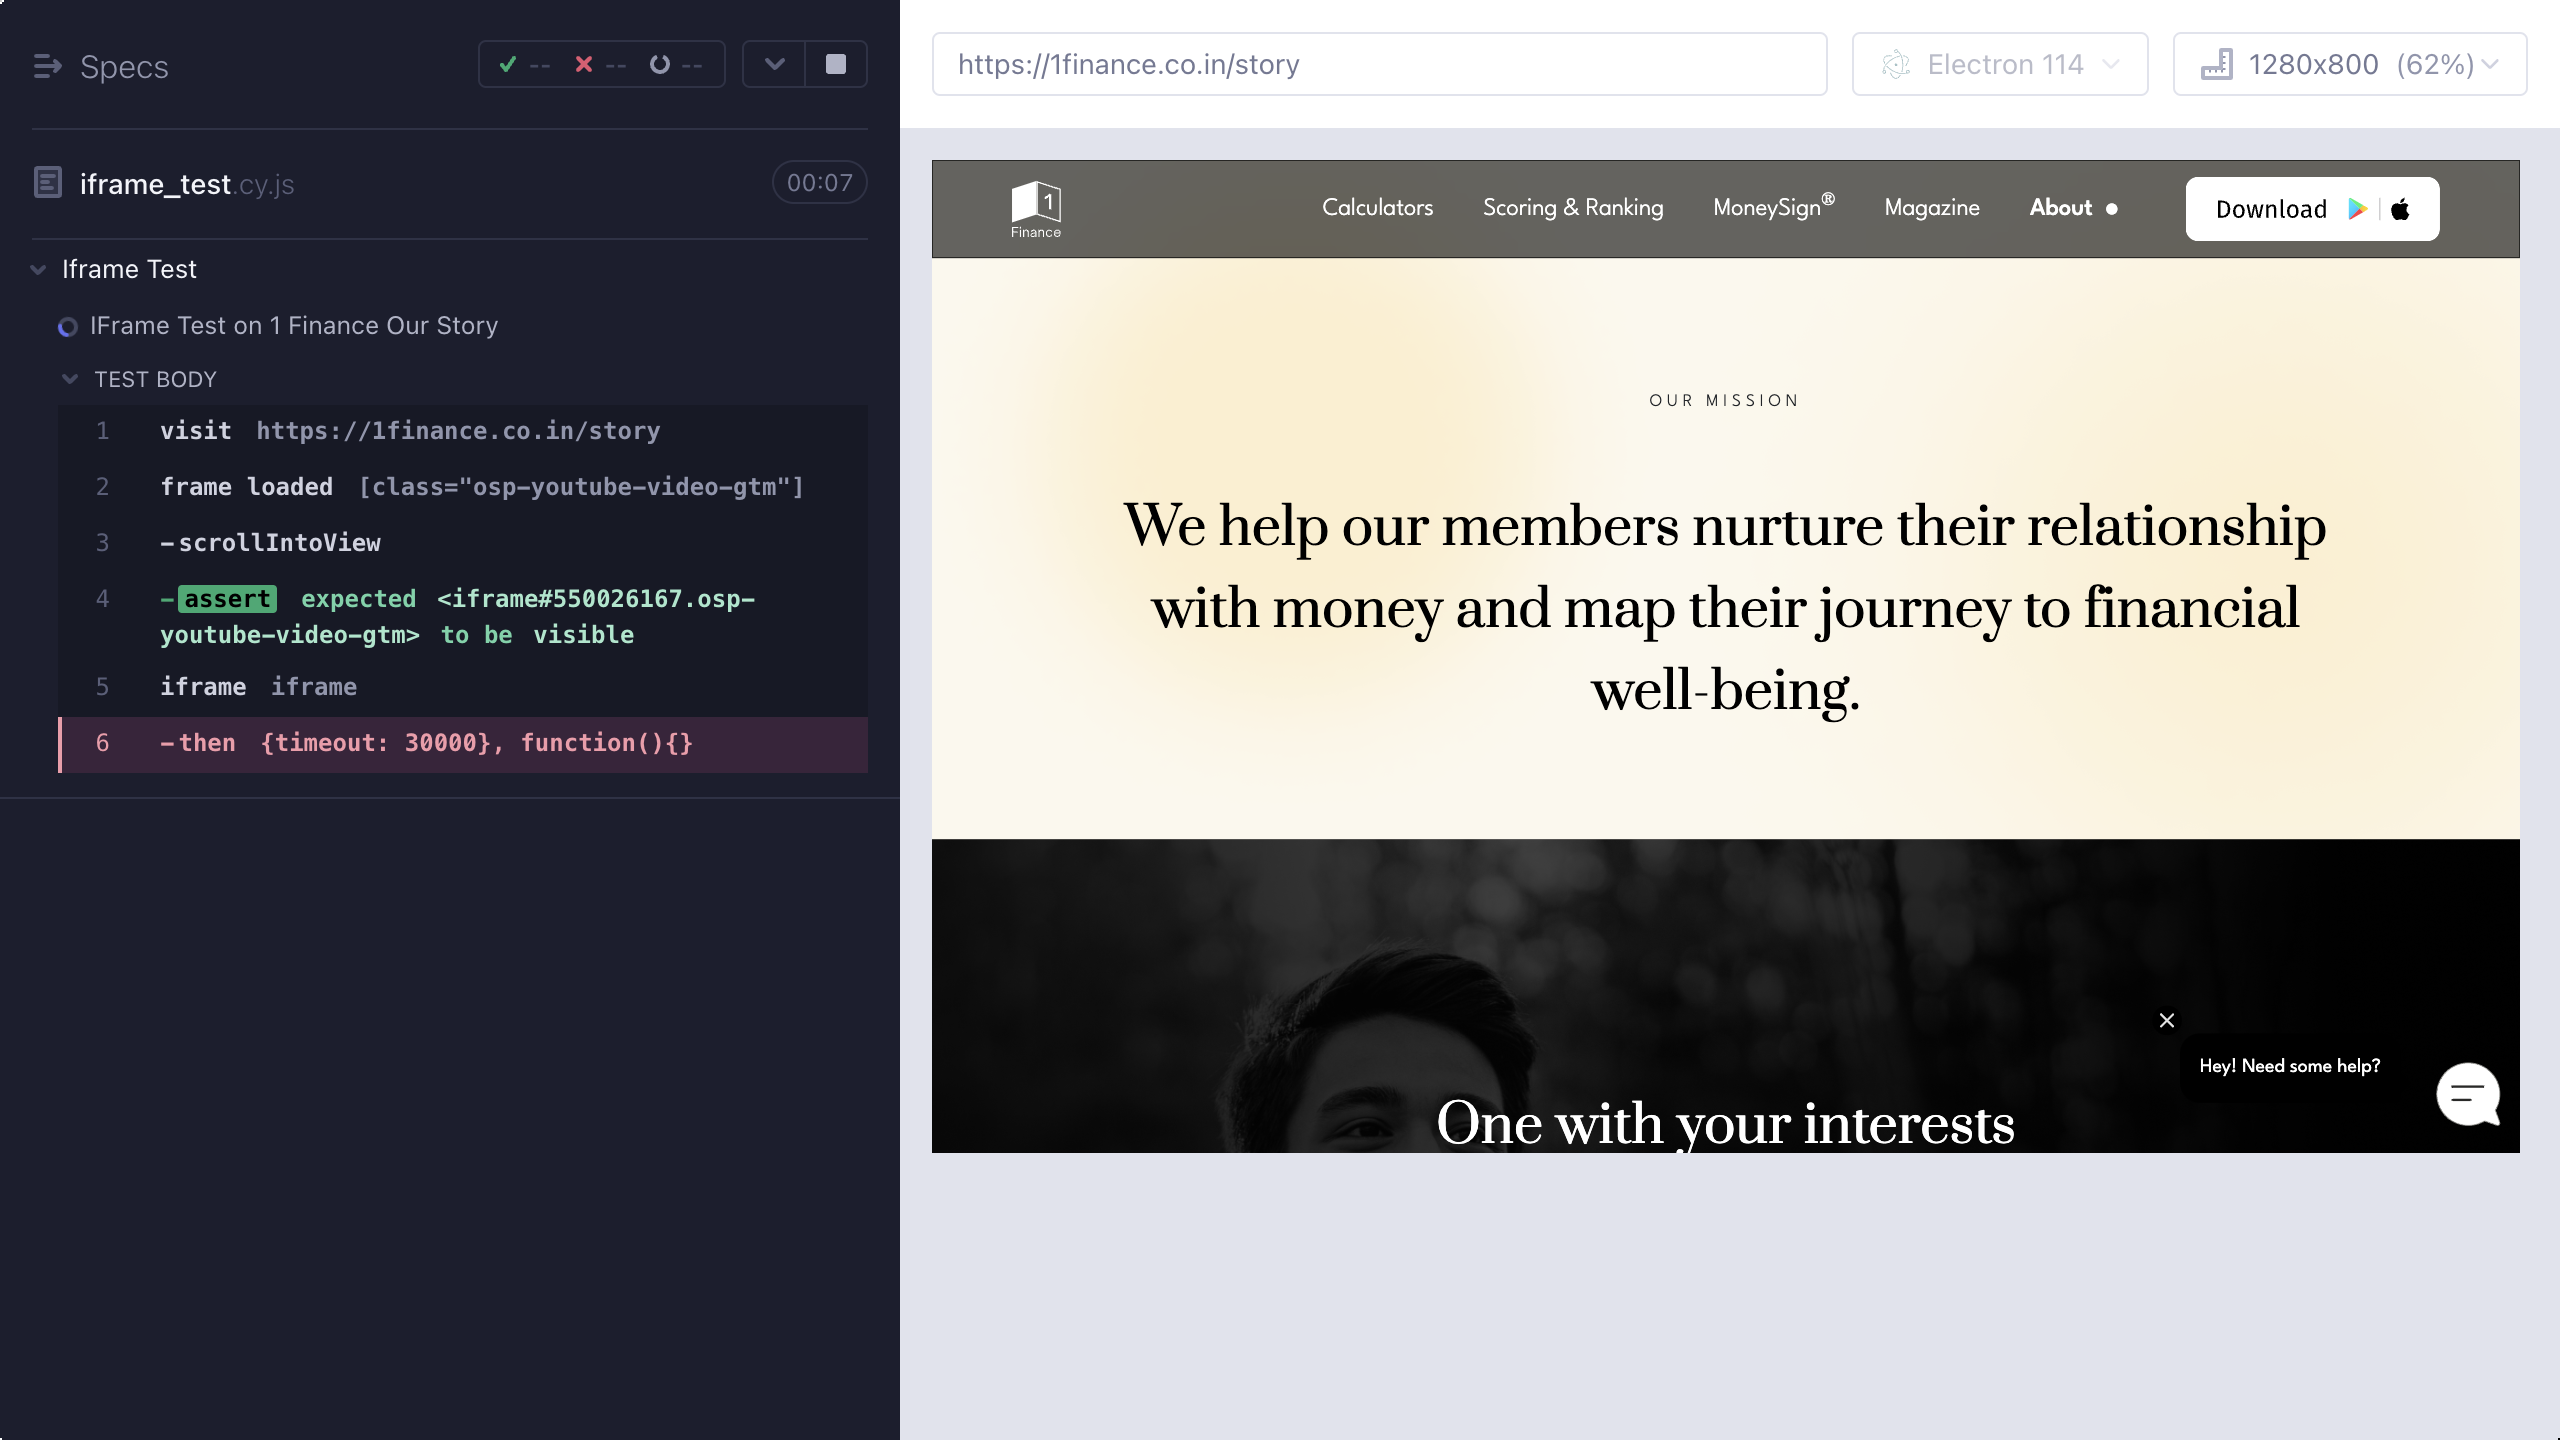 Specs
-- -- --
iframe_test.cy.js
00:07
Iframe Test
IFrame Test on 1 Finance Our Story
TEST BODY
1 visit https://1finance.co.in/story
2 frame loaded [class="osp-youtube-video-gtm"]
3 -scrollIntoView
4 -assert expected <iframe#550026167.osp-
youtube-video-gtm> to be visible
5 iframe iframe
6 -then {timeout: 30000}, function(){}
https://1finance.co.in/story
Electron 114
1280x800 (62%)
1
Finance
Calculators Scoring & Ranking MoneySign® Magazine About
Download
OUR MISSION
We help our members nurture their relationship
with money and map their journey to financial
well-being.
Hey! Need some help?
One with your interests